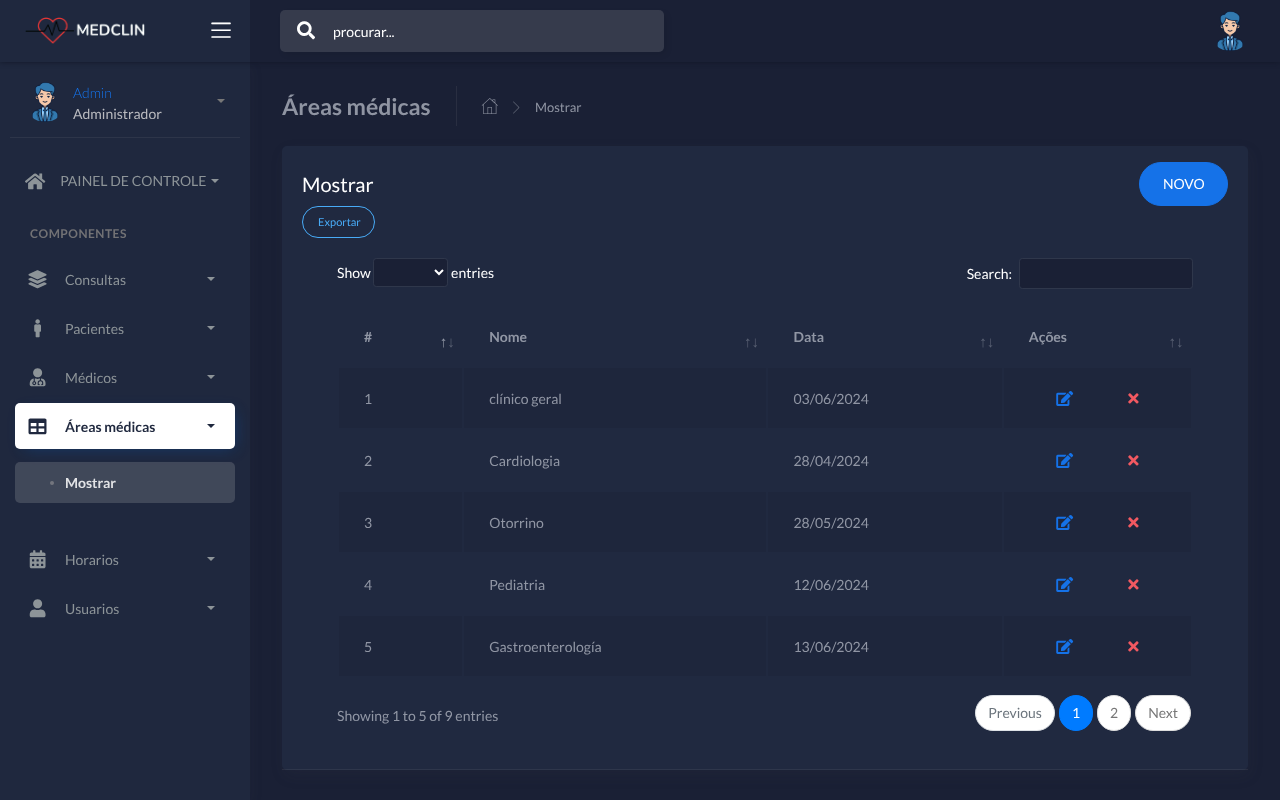 MEDCLIN
procurar...
Admin
Administrador
Áreas médicas
Mostrar
PAINEL DE CONTROLE
COMPONENTES
Consultas
Pacientes
Médicos
Áreas médicas
Mostrar
Horarios
Usuarios
Mostrar
NOVO
Exportar
Show entries
Search:
# Nome Data Ações
1 clínico geral 03/06/2024
2 Cardiologia 28/04/2024
3 Otorrino 28/05/2024
4 Pediatria 12/06/2024
5 Gastroenterología 13/06/2024
Showing 1 to 5 of 9 entries
Previous 1 2 Next